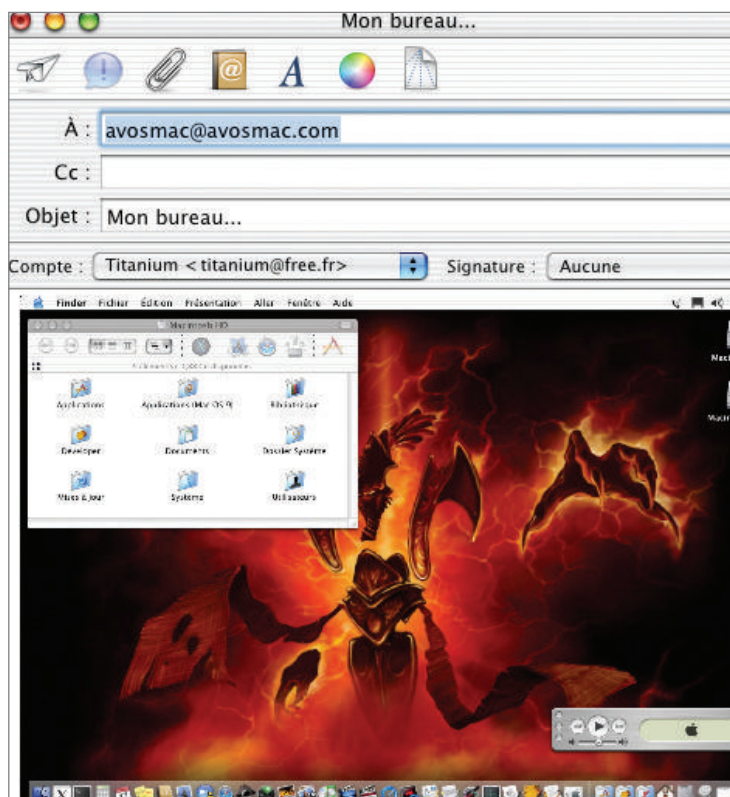 Mon bureau...
À : avosmac@avosmac.com
Cc :
Objet : Mon bureau...
Compte : Titanium <titanium@free.fr> Signature : Aucune
Finder Fichier Édition Présentation Aller Fenêtre Aide
Macintosh HD
Applications Applications (Mac OS 9) Bibliothèque
Developer Documents Dossier Système
Mises à jour Système Utilisateurs